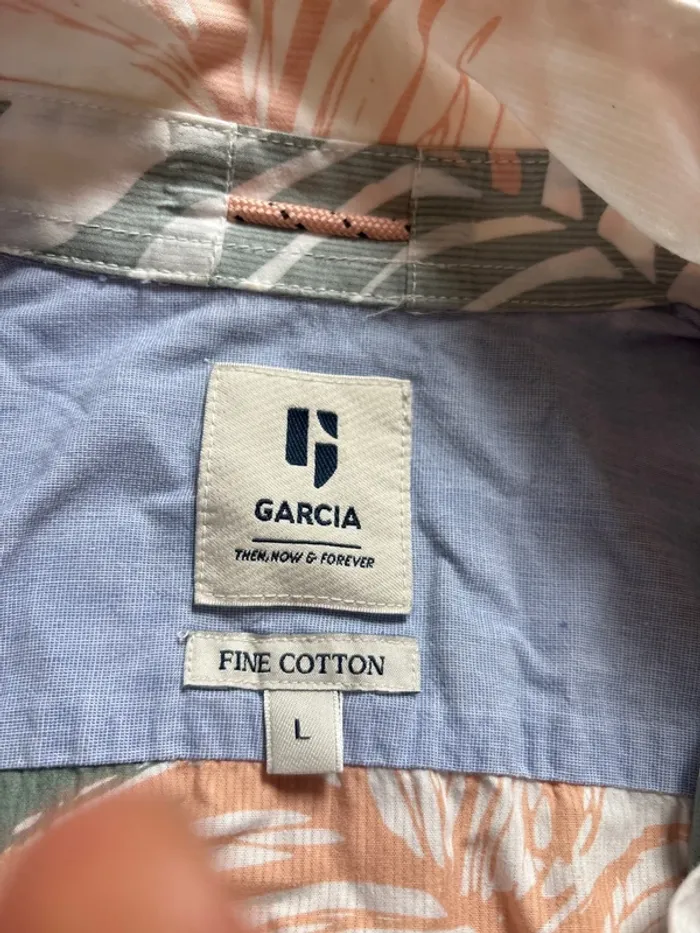 GARCIA
THEN, NOW & FOREVER
FINE COTTON
L